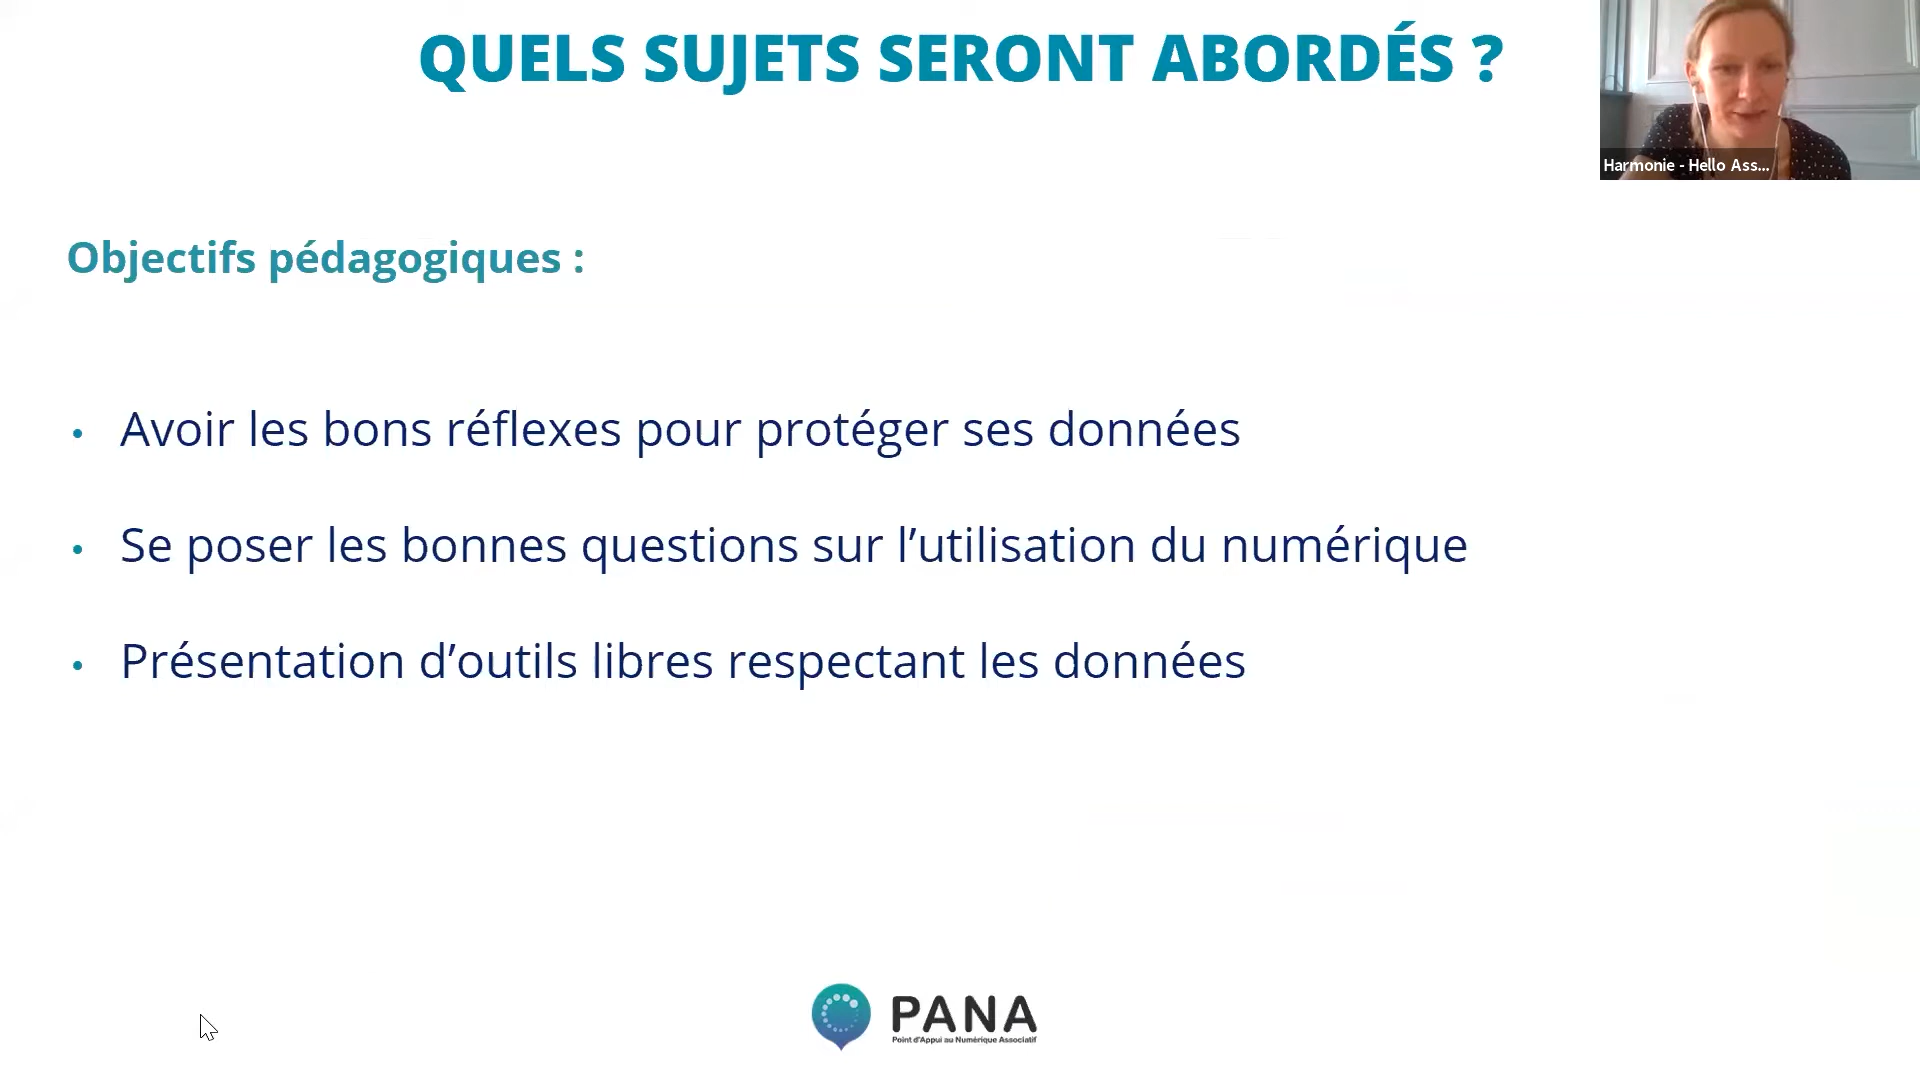 QUELS SUJETS SERONT ABORDÉS ?
Harmonie - Hello Ass...
Objectifs pédagogiques :
• Avoir les bons réflexes pour protéger ses données
• Se poser les bonnes questions sur l’utilisation du numérique
• Présentation d’outils libres respectant les données
PANA
Point d'Appui au Numérique Associatif